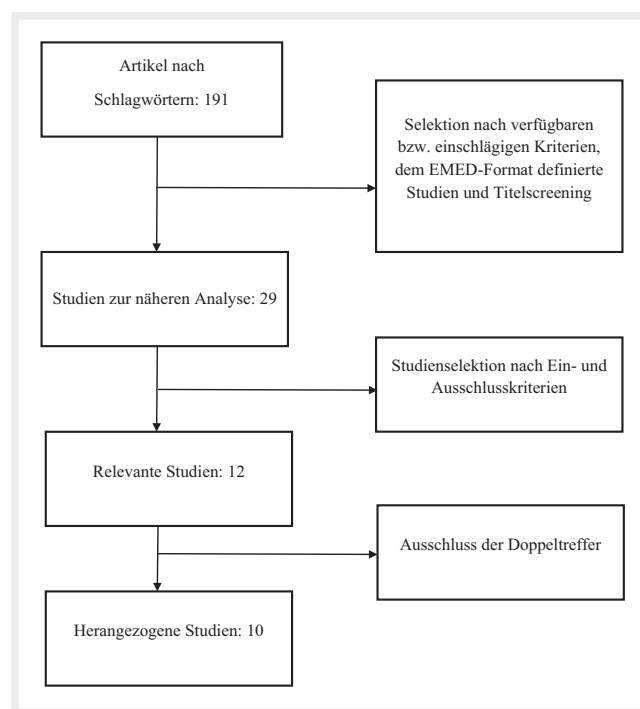 Artikel nach
Schlagwörtern: 191
Selektion nach verfügbaren
bzw. einschlägigen Kriterien,
dem EMED-Format definierte
Studien und Titelscreening
Studien zur näheren Analyse: 29
Studienselektion nach Ein- und
Ausschlusskriterien
Relevante Studien: 12
Ausschluss der Doppeltreffer
Herangezogene Studien: 10